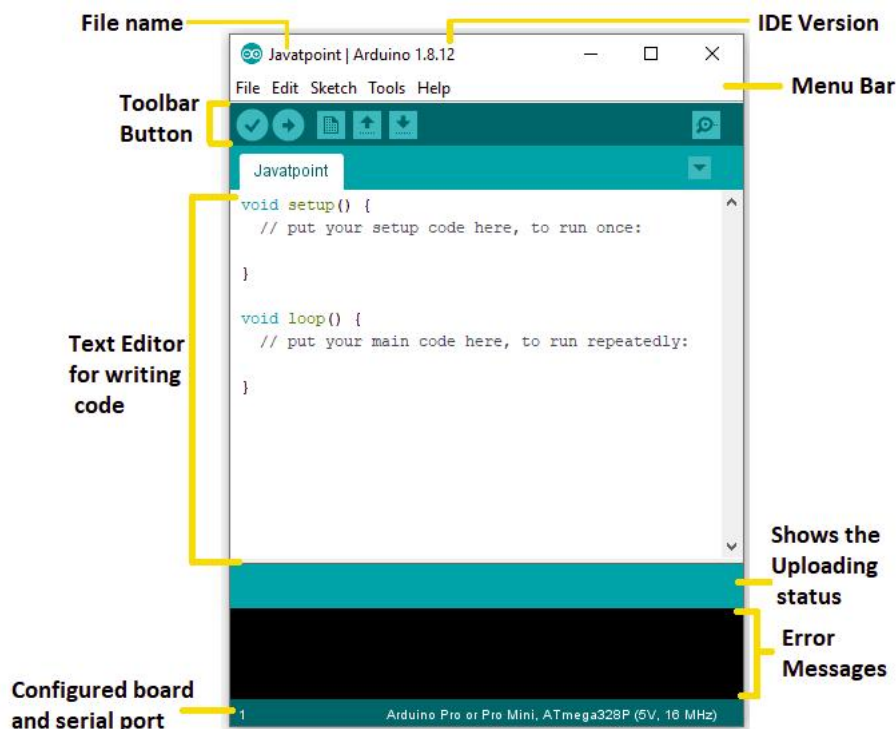 File name
IDE Version
Javatpoint | Arduino 1.8.12
File Edit Sketch Tools Help
Menu Bar
Toolbar
Button
Javatpoint
void setup() {
// put your setup code here, to run once:
}
void loop() {
// put your main code here, to run repeatedly:
}
Text Editor
for writing
code
Shows the
Uploading
status
Error
Messages
Configured board
and serial port
1
Arduino Pro or Pro Mini, ATmega328P (5V, 16 MHz)